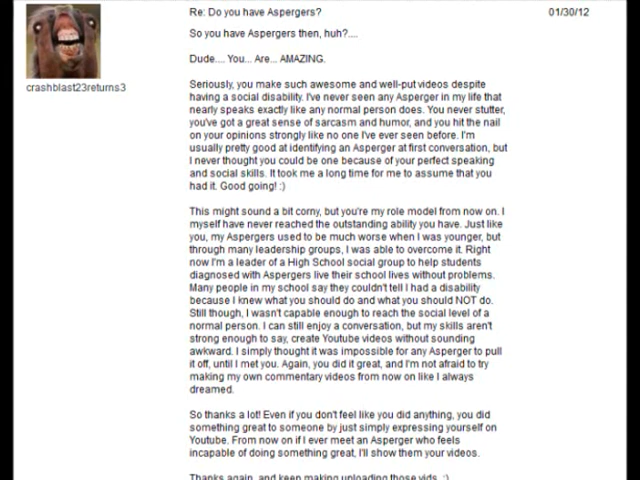 Re: Do you have Aspergers?
01/30/12
crashblast23returns3
So you have Aspergers then, huh?....
Dude.... You... Are... AMAZING.
Seriously, you make such awesome and well-put videos despite
having a social disability. I've never seen any Asperger in my life that
nearly speaks exactly like any normal person does. You don't stutter,
you've got a great sense of sarcasm and humor, and you hit the nail
on your opinions strongly like no one I've ever seen before. I'm
usually pretty good at identifying an Asperger at first conversation, but
I never thought you could be one because of your perfect speaking
and social skills. It took me a long time for me to assume that you
had it. Good going! :)
This might sound a bit corny, but you're my role model from now on. I
myself have never reached the outstanding ability you have. Just like
you, my Aspergers used to be much worse when I was younger, but
through many leadership groups, I was able to overcome it. Right
now I'm a leader of a High School social group to help students
diagnosed with Aspergers live their school lives without problems.
Many people in my school say they couldn't tell I had a disability
because I knew what you should do and what you should NOT do.
Still though, I wasn't capable enough to reach the social level of a
normal person. I can still enjoy a conversation, but my skills aren't
strong enough to say, create Youtube videos without sounding
awkward. I simply thought it was impossible for any Asperger to pull
it off, until I met you. Again, you did it great, and I'm not afraid to try
making my own commentary videos from now on like I always
dreamed.
So thanks a lot! Even if you don't feel like you did anything, you did
something great to someone by just simply expressing yourself on
Youtube. From now on if I ever meet an Asperger who feels
incapable of doing something great, I'll show them your videos.
Thanks again, and keep making uploading those vids. :)